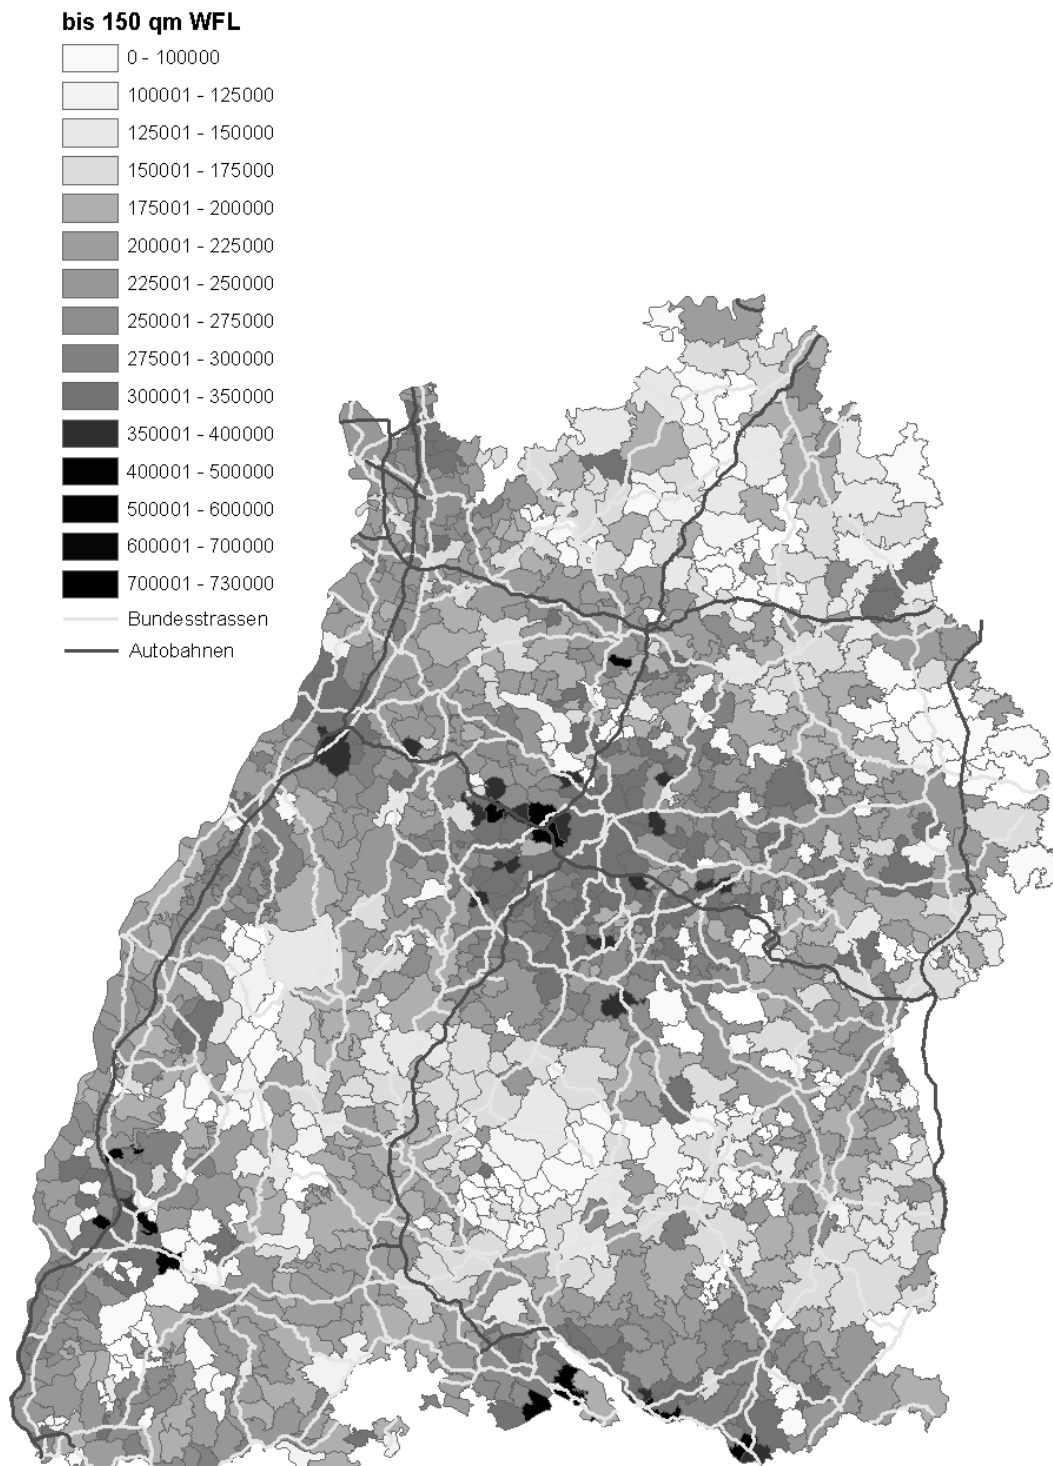 bis 150 qm WFL
0 - 100000
100001 - 125000
125001 - 150000
150001 - 175000
175001 - 200000
200001 - 225000
225001 - 250000
250001 - 275000
275001 - 300000
300001 - 350000
350001 - 400000
400001 - 500000
500001 - 600000
600001 - 700000
700001 - 730000
Bundesstrassen
Autobahnen